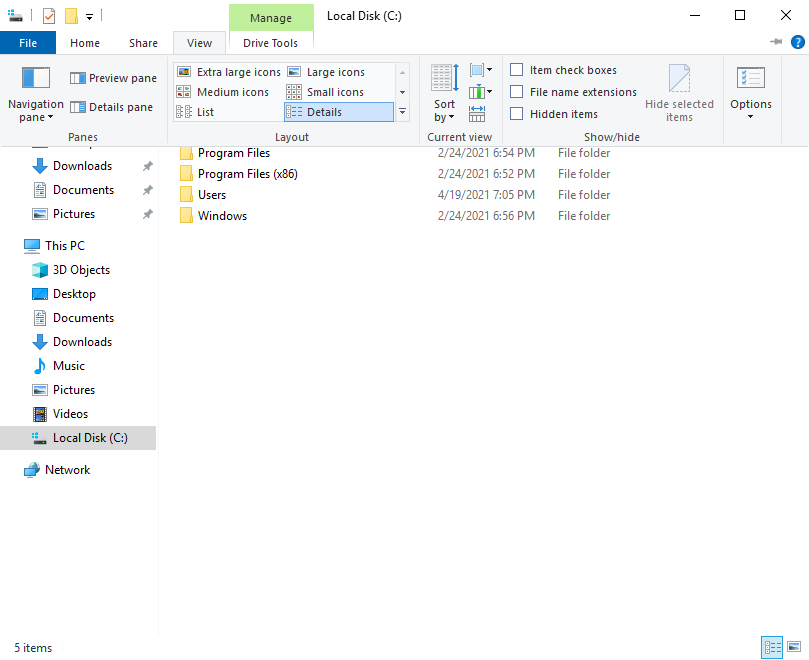 Manage
Local Disk (C:)
File
Home
Share
View
Drive Tools
Navigation pane
Preview pane
Details pane
Panes
Extra large icons
Large icons
Medium icons
Small icons
List
Details
Layout
Sort by
Current view
Item check boxes
File name extensions
Hidden items
Hide selected items
Show/hide
Options
Downloads
Documents
Pictures
This PC
3D Objects
Desktop
Documents
Downloads
Music
Pictures
Videos
Local Disk (C:)
Network
Program Files 2/24/2021 6:54 PM File folder
Program Files (x86) 2/24/2021 6:52 PM File folder
Users 4/19/2021 7:05 PM File folder
Windows 2/24/2021 6:56 PM File folder
5 items